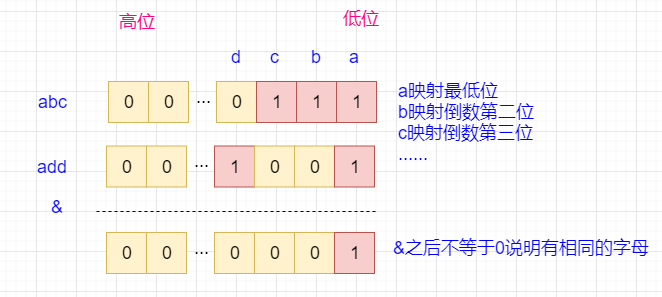 高位 低位
d c b a
abc 0 0 ... 0 1 1 1
a映射最低位
b映射倒数第二位
c映射倒数第三位
......
add 0 0 ... 1 0 0 1
&
0 0 ... 0 0 0 1 &之后不等于0说明有相同的字母